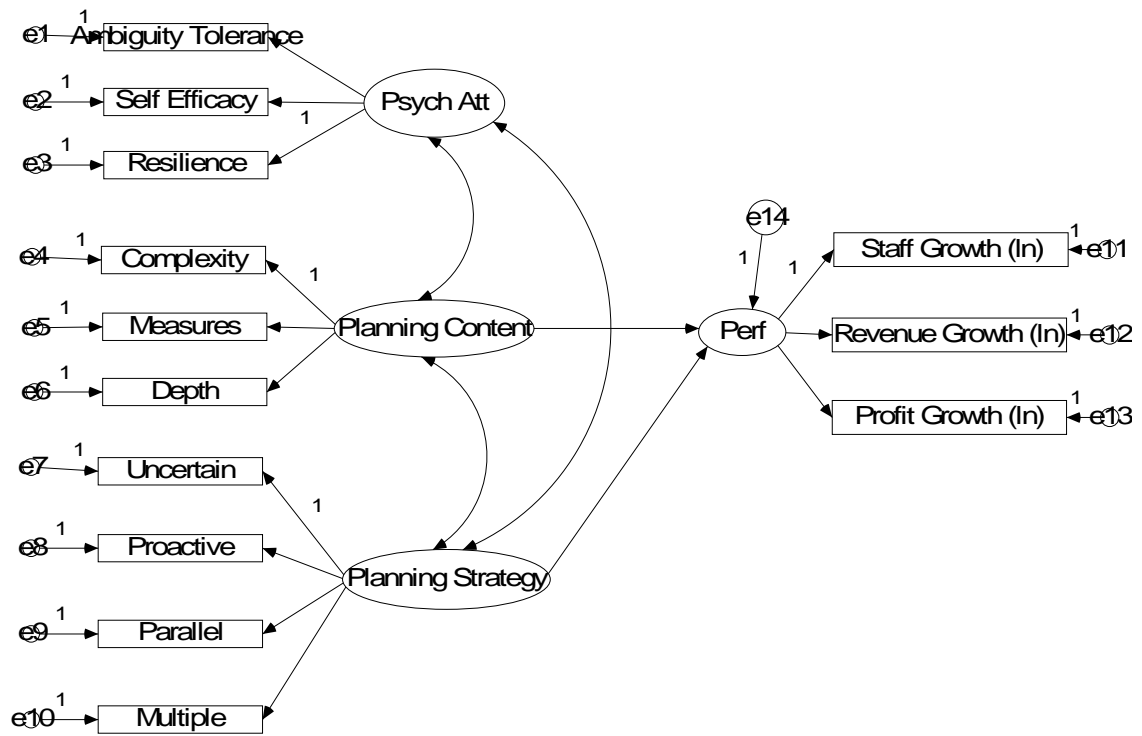 e1
1
Ambiguity Tolerance
e2
1
Self Efficacy
e3
1
Resilience
Psych Att
1
e4
1
Complexity
1
e5
1
Measures
Planning Content
e6
1
Depth
e7
1
Uncertain
1
e8
1
Proactive
Planning Strategy
e9
1
Parallel
e10
1
Multiple
e14
1
Perf
1
Staff Growth (ln)
1
e11
Revenue Growth (ln)
1
e12
Profit Growth (ln)
1
e13